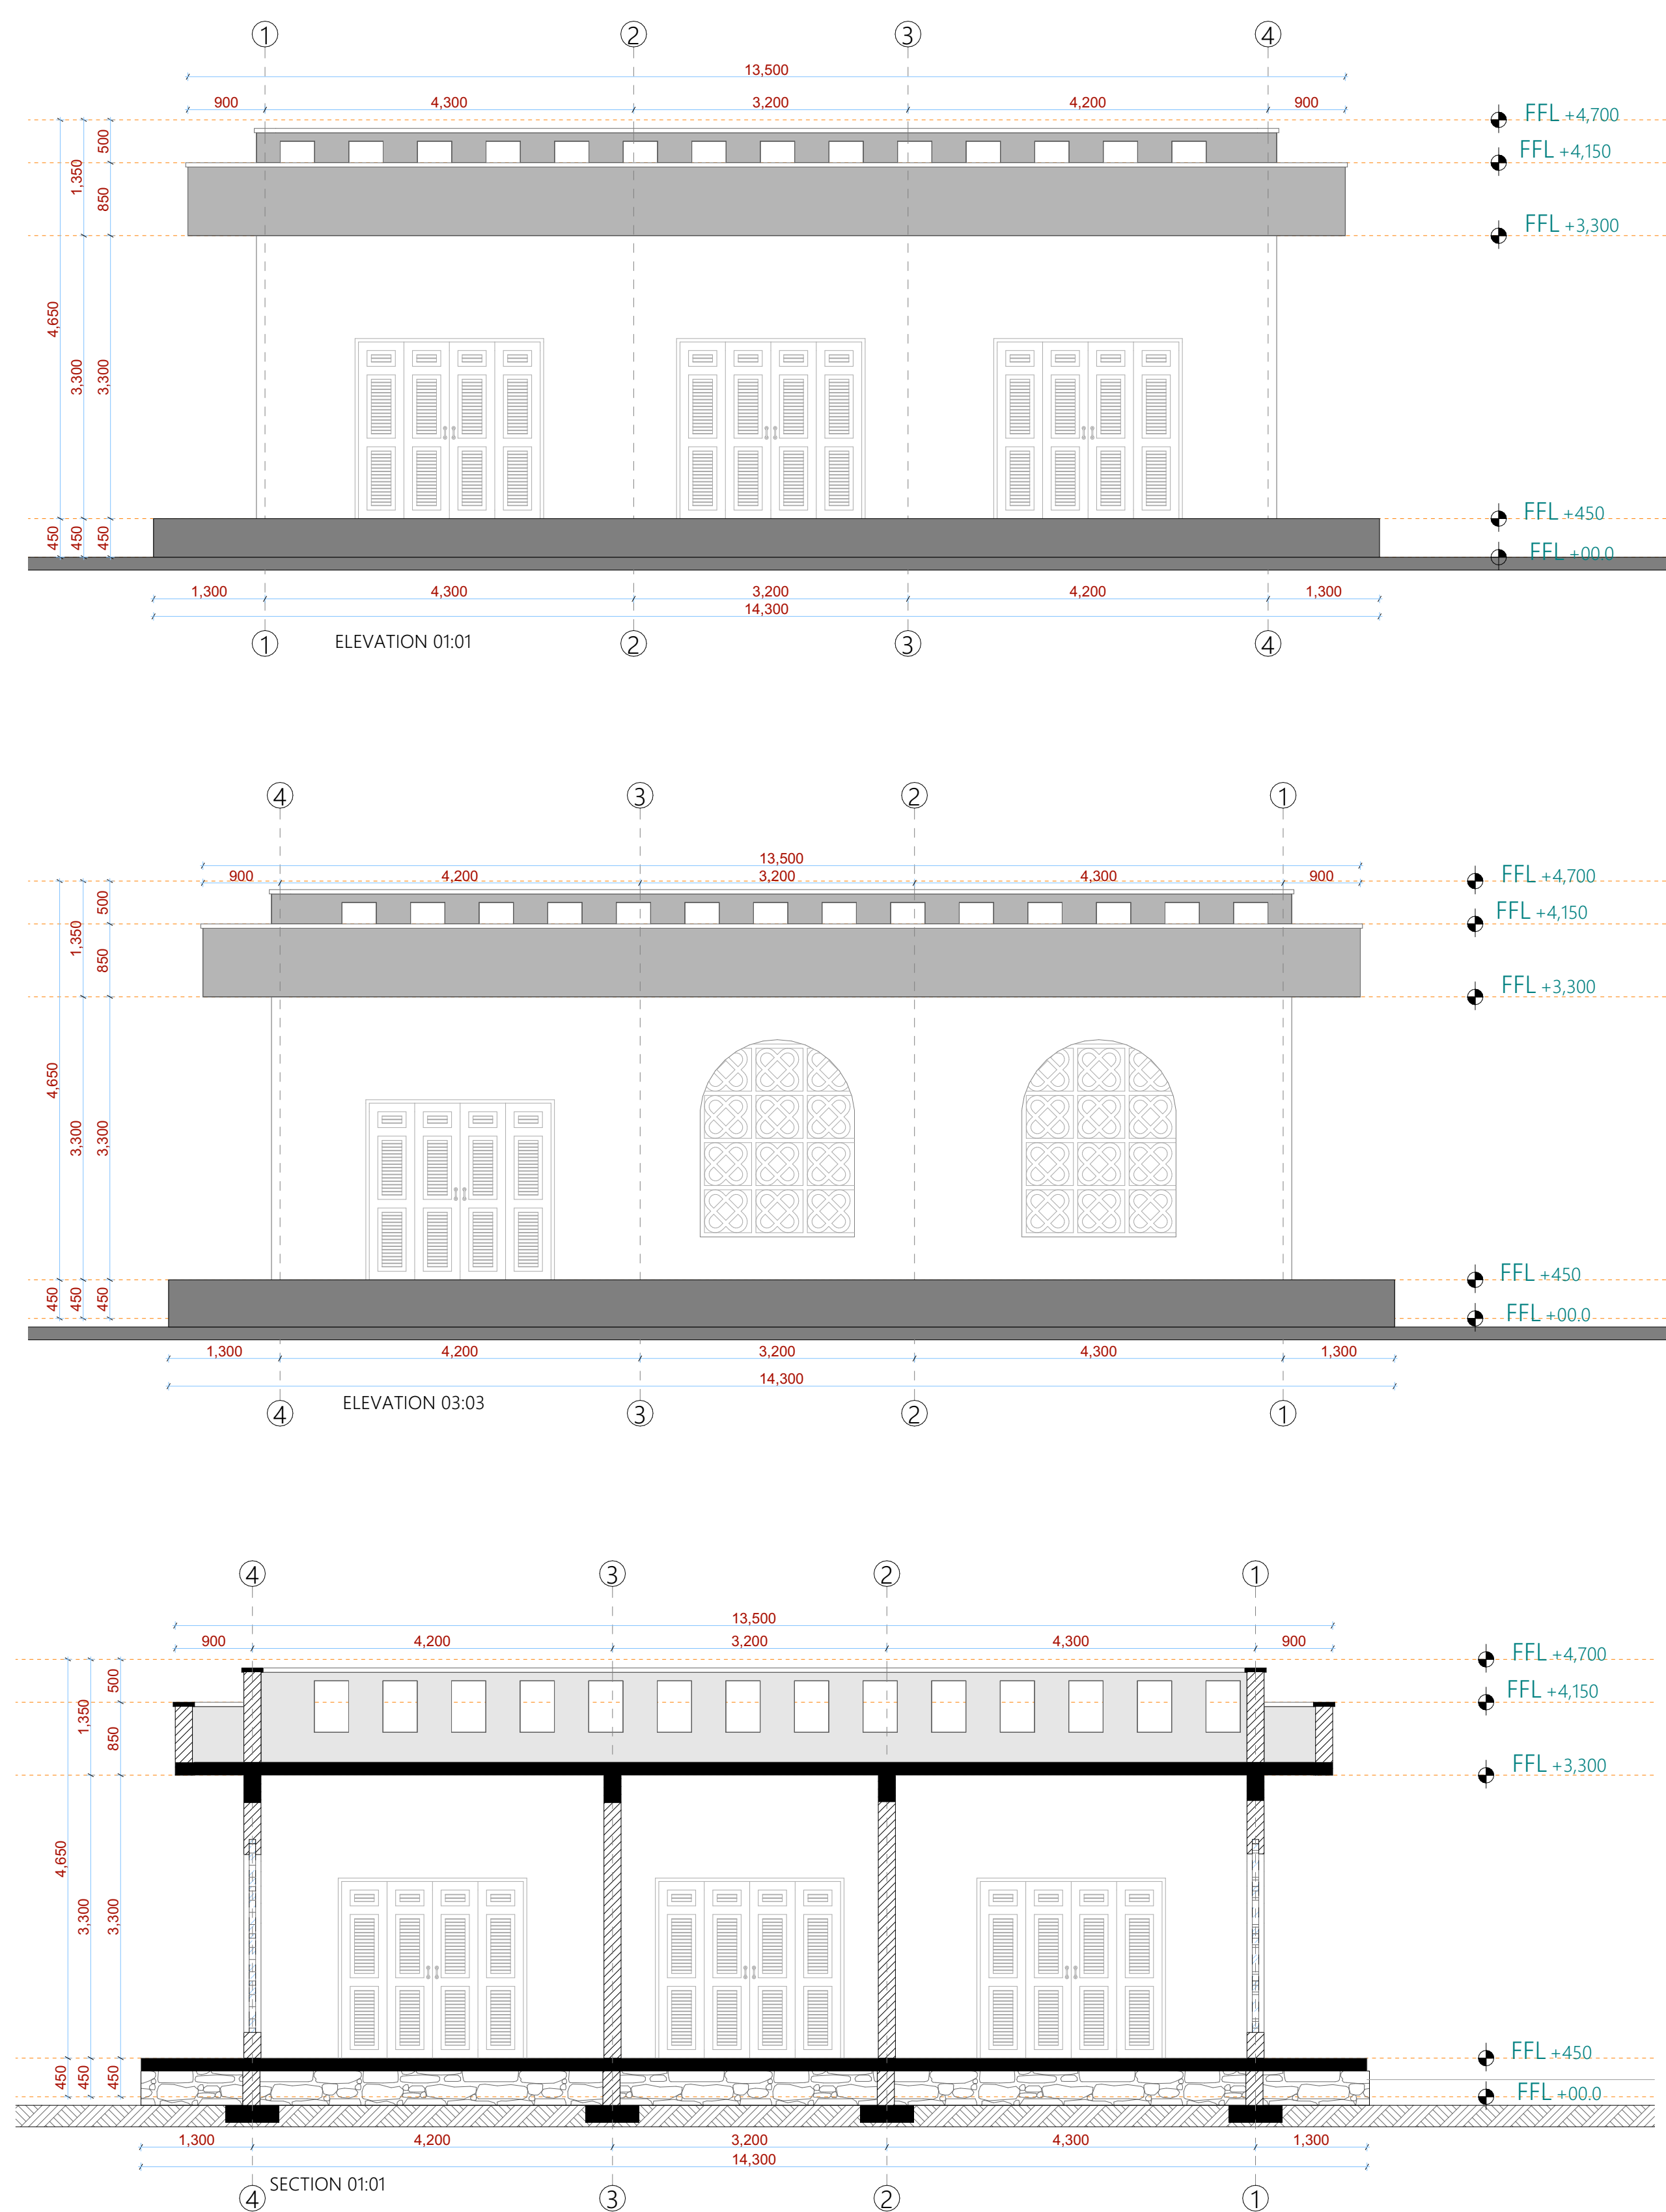 1 2 3 4
13,500
900 4,300 3,200 4,200 900
FFL +4,700
500
FFL +4,150
1,350
850
FFL +3,300
4,650
3,300
3,300
FFL +450
450 450 450
FFL +00.0
1,300 4,300 3,200 4,200 1,300
14,300
1 2 3 4
ELEVATION 01:01
4 3 2 1
13,500
900 4,200 3,200 4,300 900
FFL +4,700
500
FFL +4,150
1,350
850
FFL +3,300
4,650
3,300
3,300
FFL +450
450 450 450
FFL +00.0
1,300 4,200 3,200 4,300 1,300
14,300
ELEVATION 03:03
4 3 2 1
4 3 2 1
13,500
900 4,200 3,200 4,300 900
FFL +4,700
500
FFL +4,150
1,350
850
FFL +3,300
4,650
3,300
3,300
FFL +450
450 450 450
FFL +00.0
1,300 4,200 3,200 4,300 1,300
14,300
SECTION 01:01
4 3 2 1